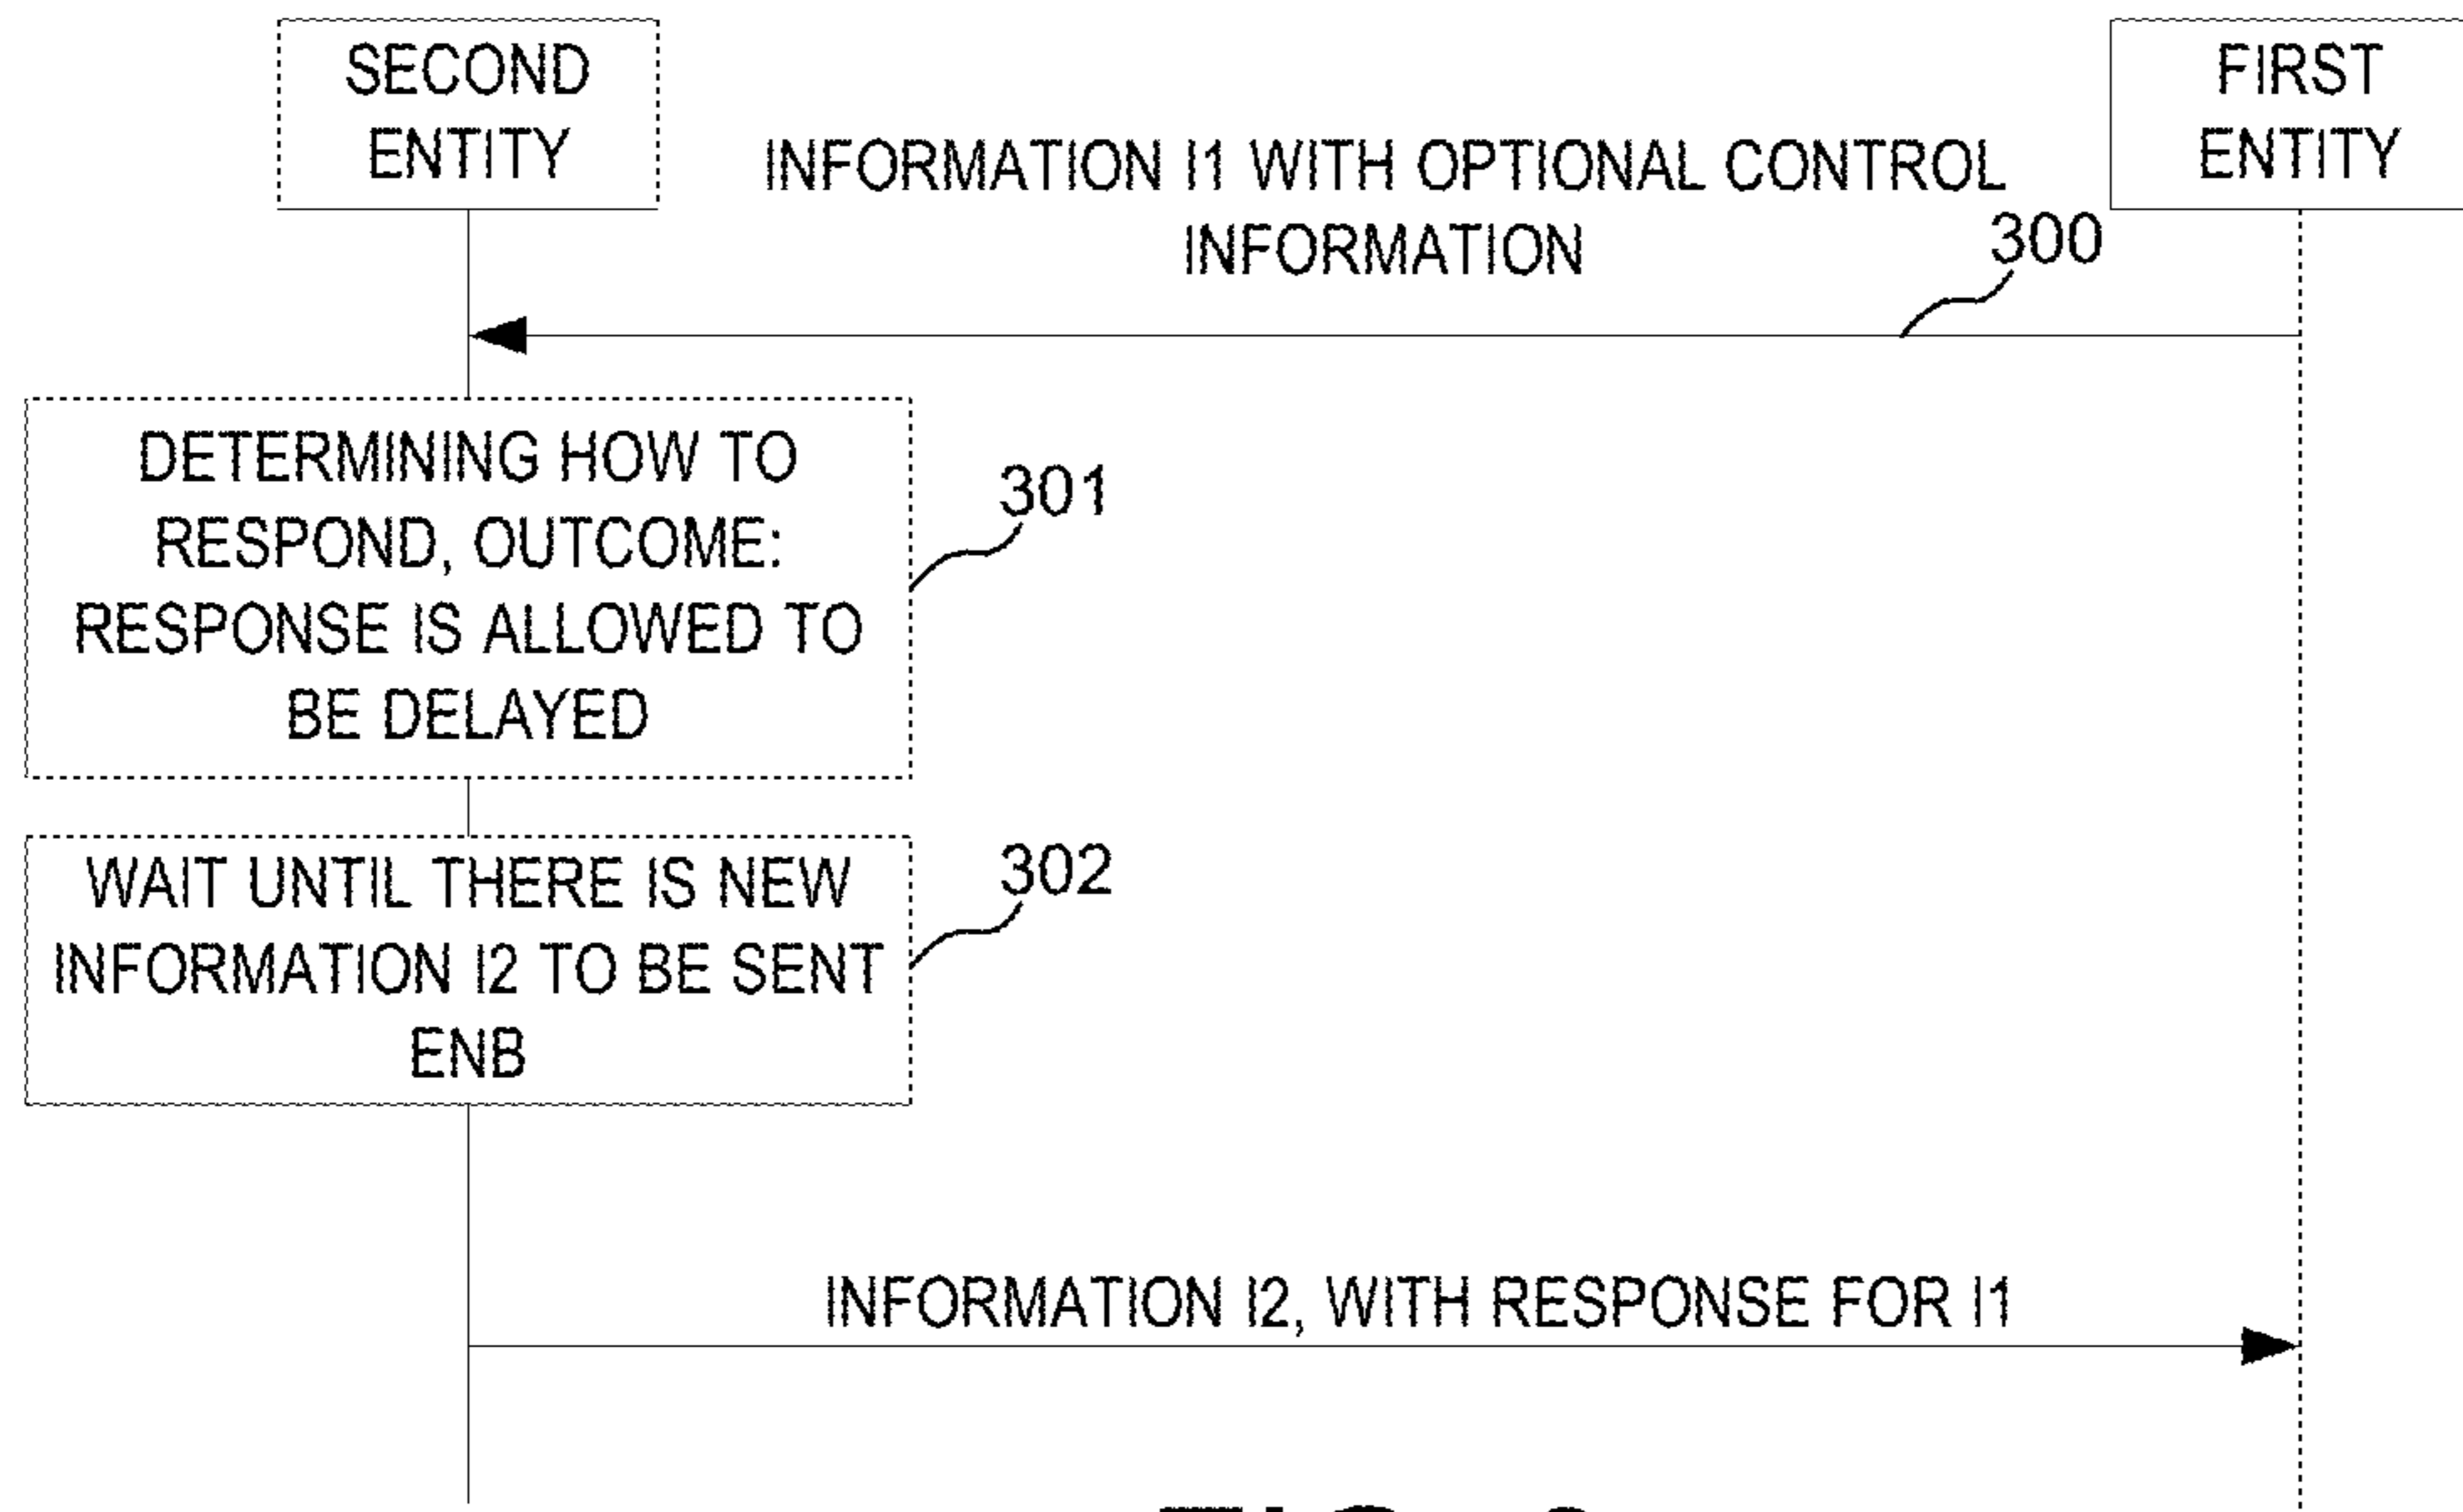 SECOND
ENTITY
FIRST
ENTITY
INFORMATION I1 WITH OPTIONAL CONTROL
INFORMATION
300
DETERMINING HOW TO
RESPOND, OUTCOME:
RESPONSE IS ALLOWED TO
BE DELAYED
301
WAIT UNTIL THERE IS NEW
INFORMATION I2 TO BE SENT
ENB
302
INFORMATION I2, WITH RESPONSE FOR I1